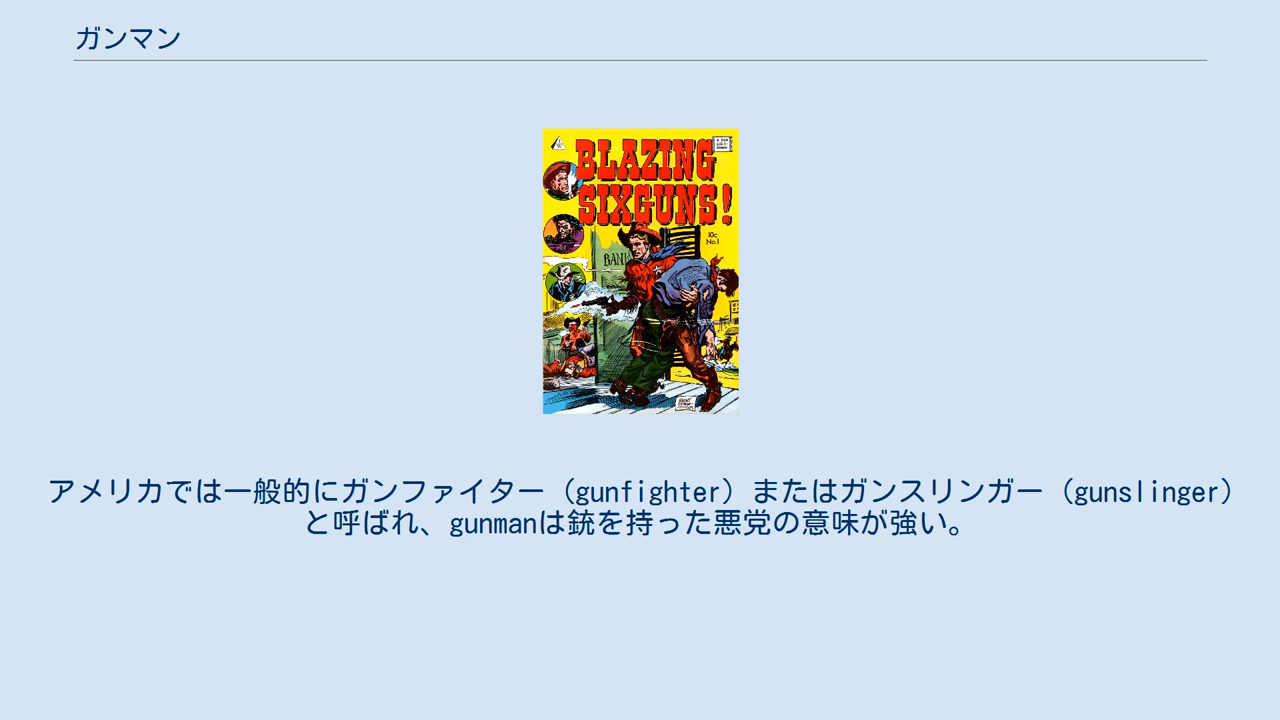 ガンマン
BLAZING
SIXGUNS!
10c
No.1
BANK
アメリカでは一般的にガンファイター（gunfighter）またはガンスリンガー（gunslinger）
と呼ばれ、gunmanは銃を持った悪党の意味が強い。